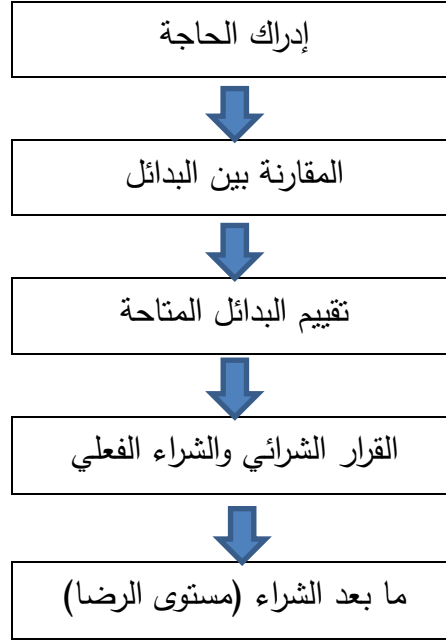 إدراك الحاجة
المقارنة بين البدائل
تقييم البدائل المتاحة
القرار الشرائي والشراء الفعلي
ما بعد الشراء (مستوى الرضا)